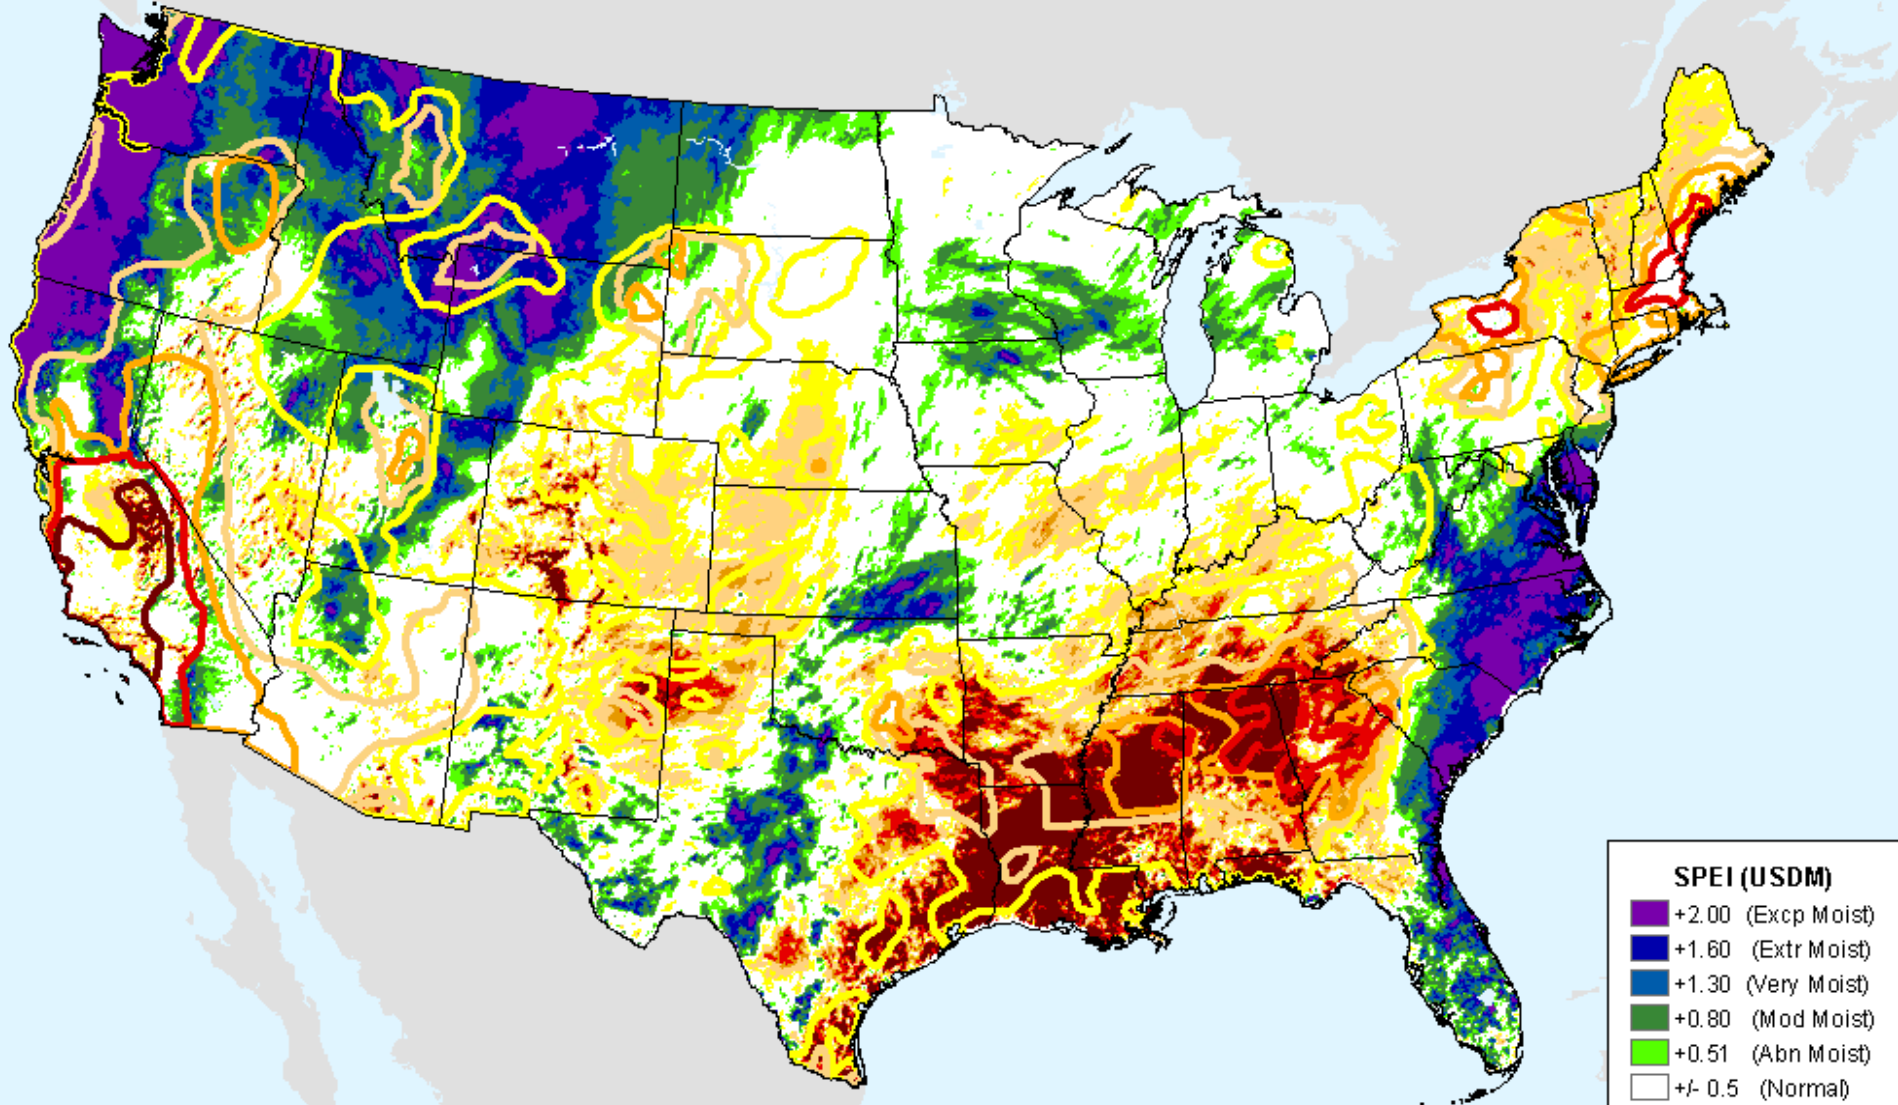 SPEI (USDM)
+2.00 (Excp Moist)
+1.60 (Extr Moist)
+1.30 (Very Moist)
+0.80 (Mod Moist)
+0.51 (Abn Moist)
+/- 0.5 (Normal)